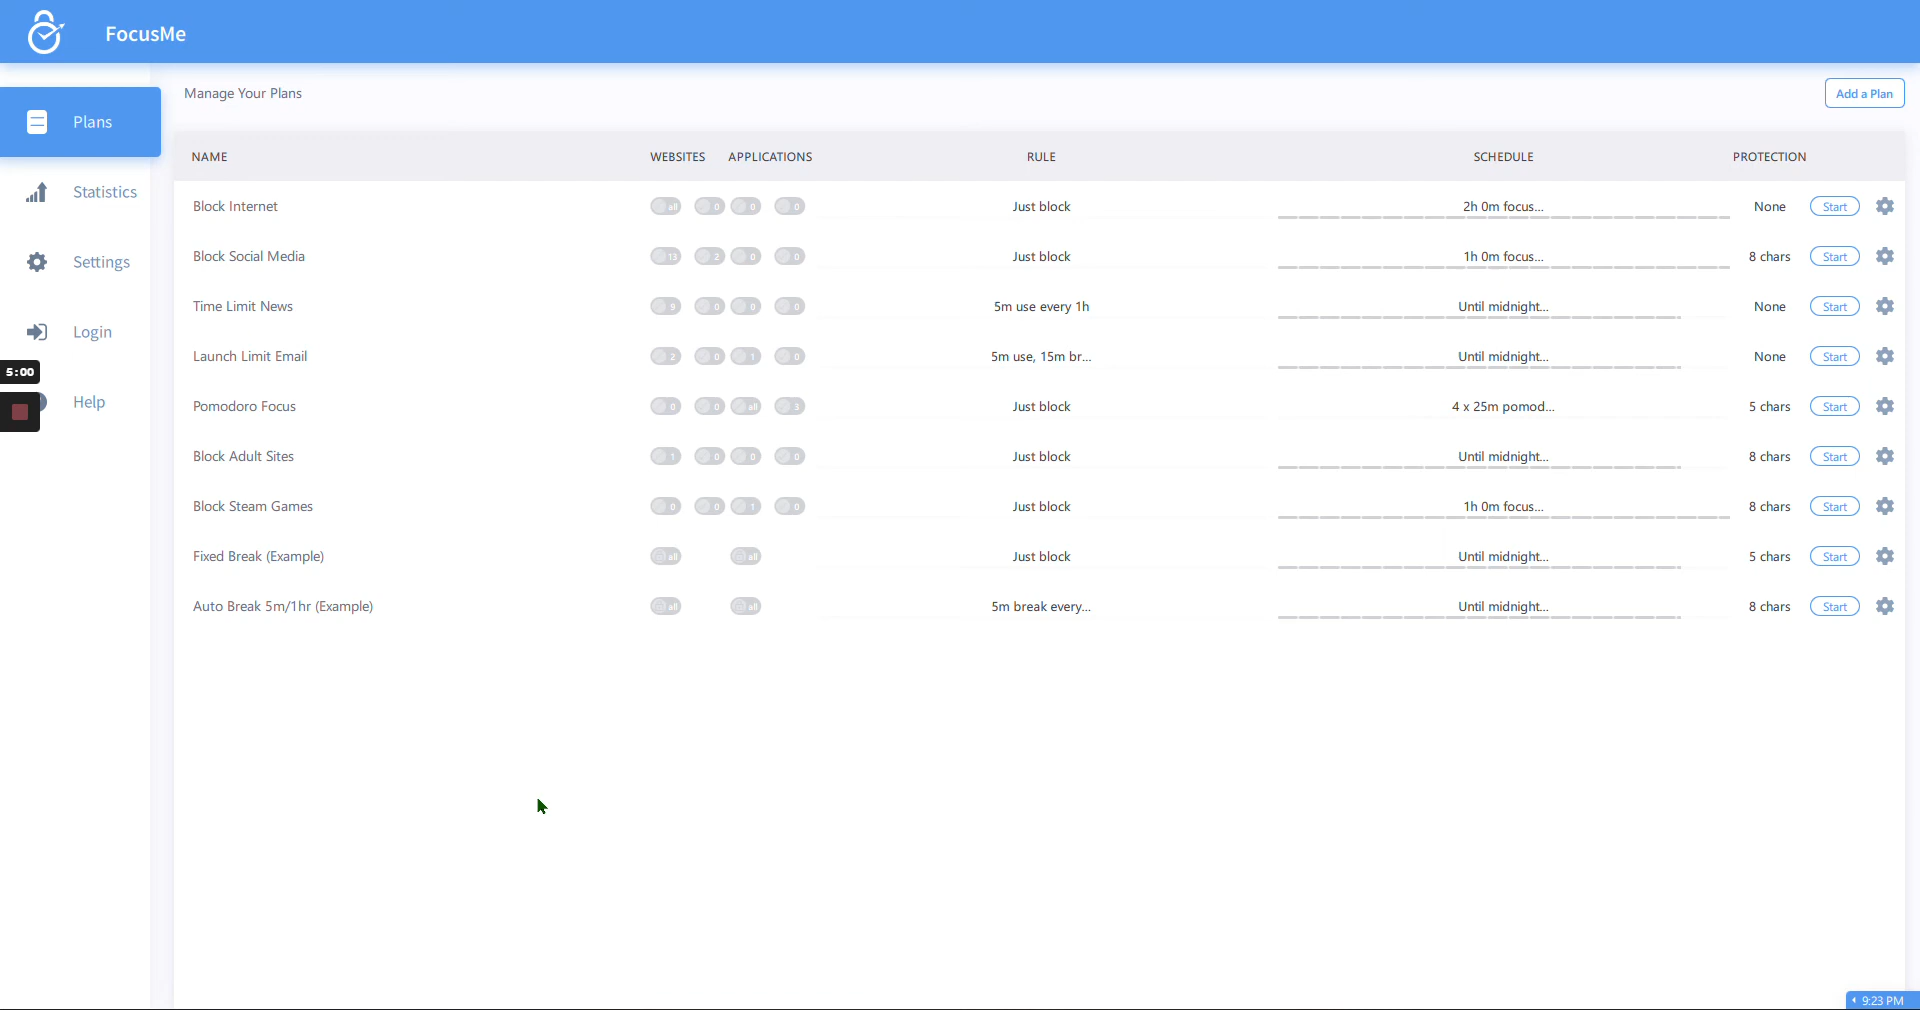 FocusMe
Manage Your Plans
Add a Plan
Plans
Statistics
Settings
Login
5:00
Help
NAME WEBSITES APPLICATIONS RULE SCHEDULE PROTECTION
Block Internet all 0 0 0 Just block 2h 0m focus... None Start
Block Social Media 13 2 0 0 Just block 1h 0m focus... 8 chars Start
Time Limit News 9 0 0 0 5m use every 1h Until midnight... None Start
Launch Limit Email 2 0 1 0 5m use, 15m br... Until midnight... None Start
Pomodoro Focus 0 0 all 3 Just block 4 x 25m pomod... 5 chars Start
Block Adult Sites 1 0 0 0 Just block Until midnight... 8 chars Start
Block Steam Games 0 0 1 0 Just block 1h 0m focus... 8 chars Start
Fixed Break (Example) all all Just block Until midnight... 5 chars Start
Auto Break 5m/1hr (Example) all all 5m break every... Until midnight... 8 chars Start
9:23 PM